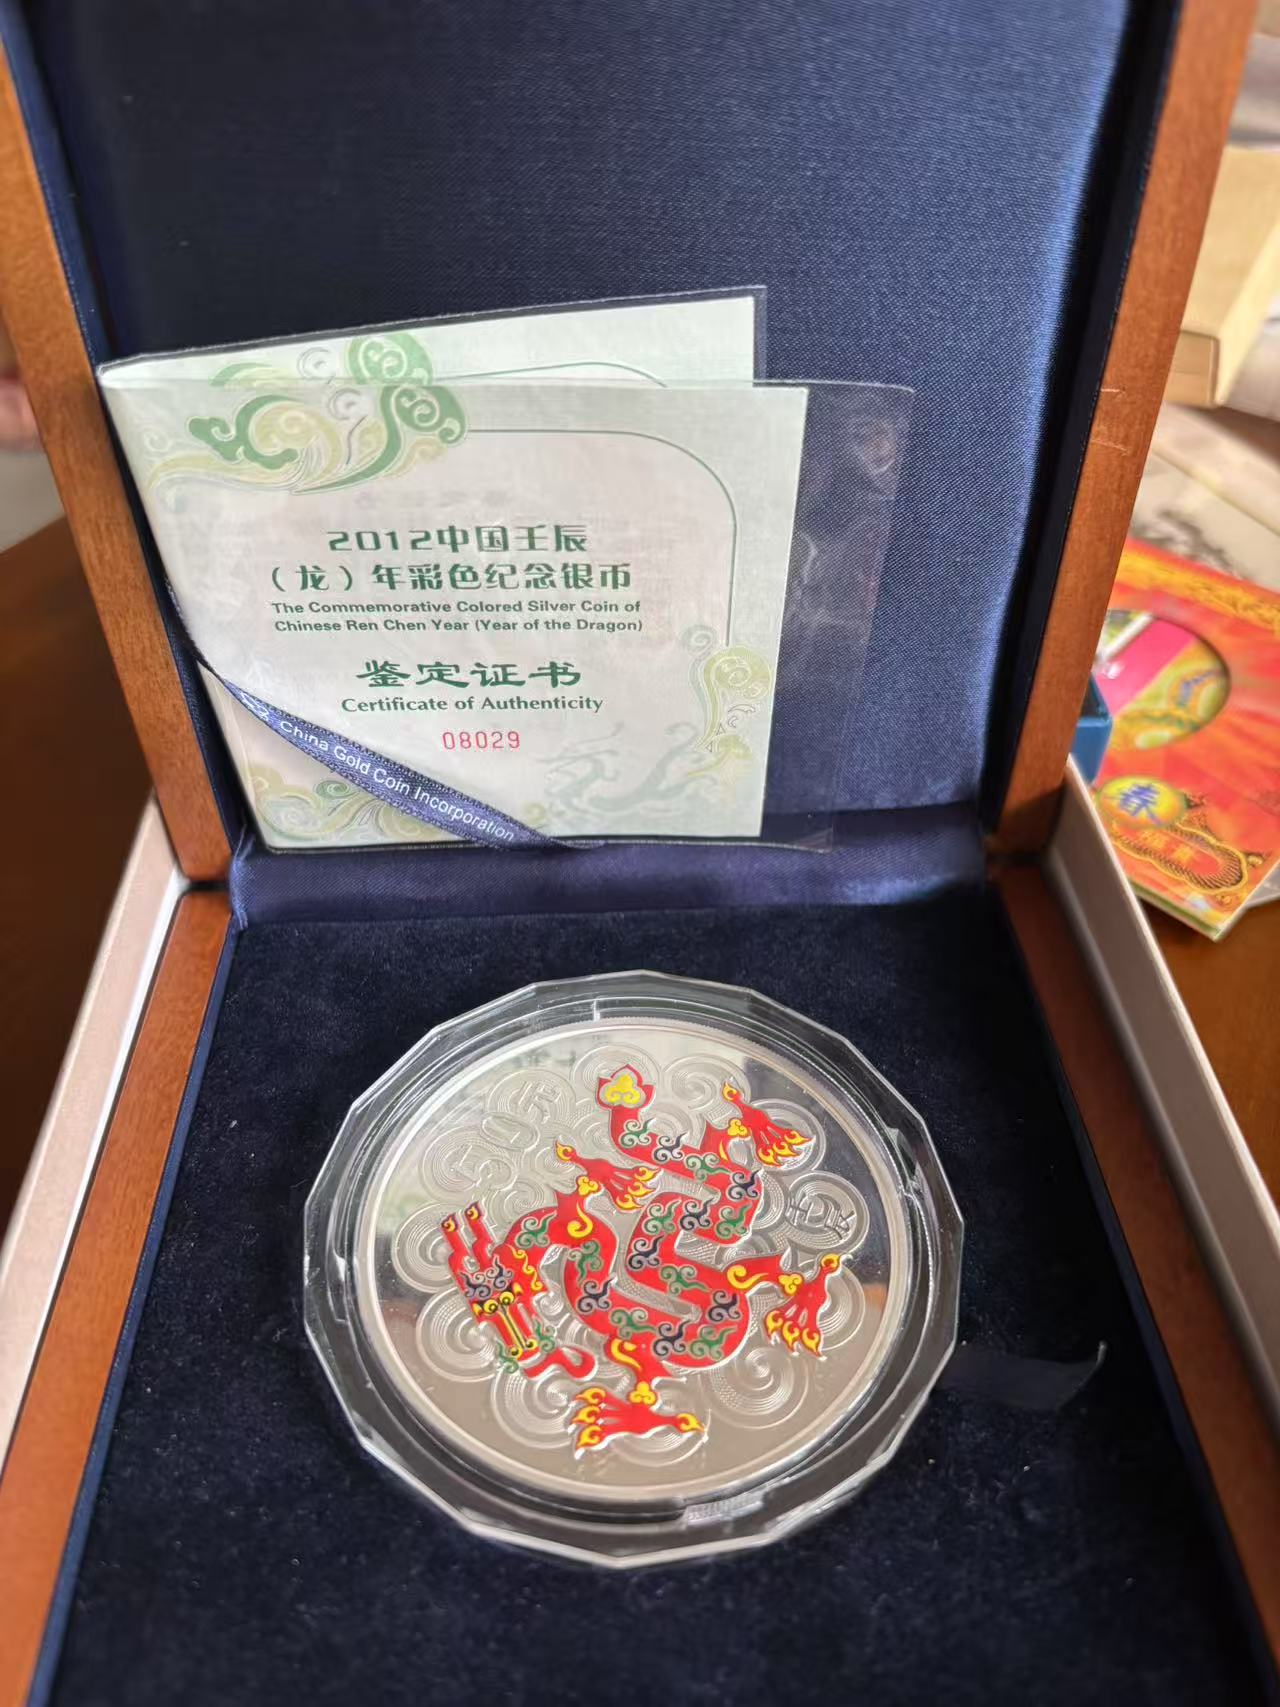 2012中国壬辰
（龙）年彩色纪念银币
The Commemorative Colored Silver Coin of
Chinese Ren Chen Year (Year of the Dragon)
鉴定证书
Certificate of Authenticity
08029
China Gold Coin Incorporation
春
壬辰